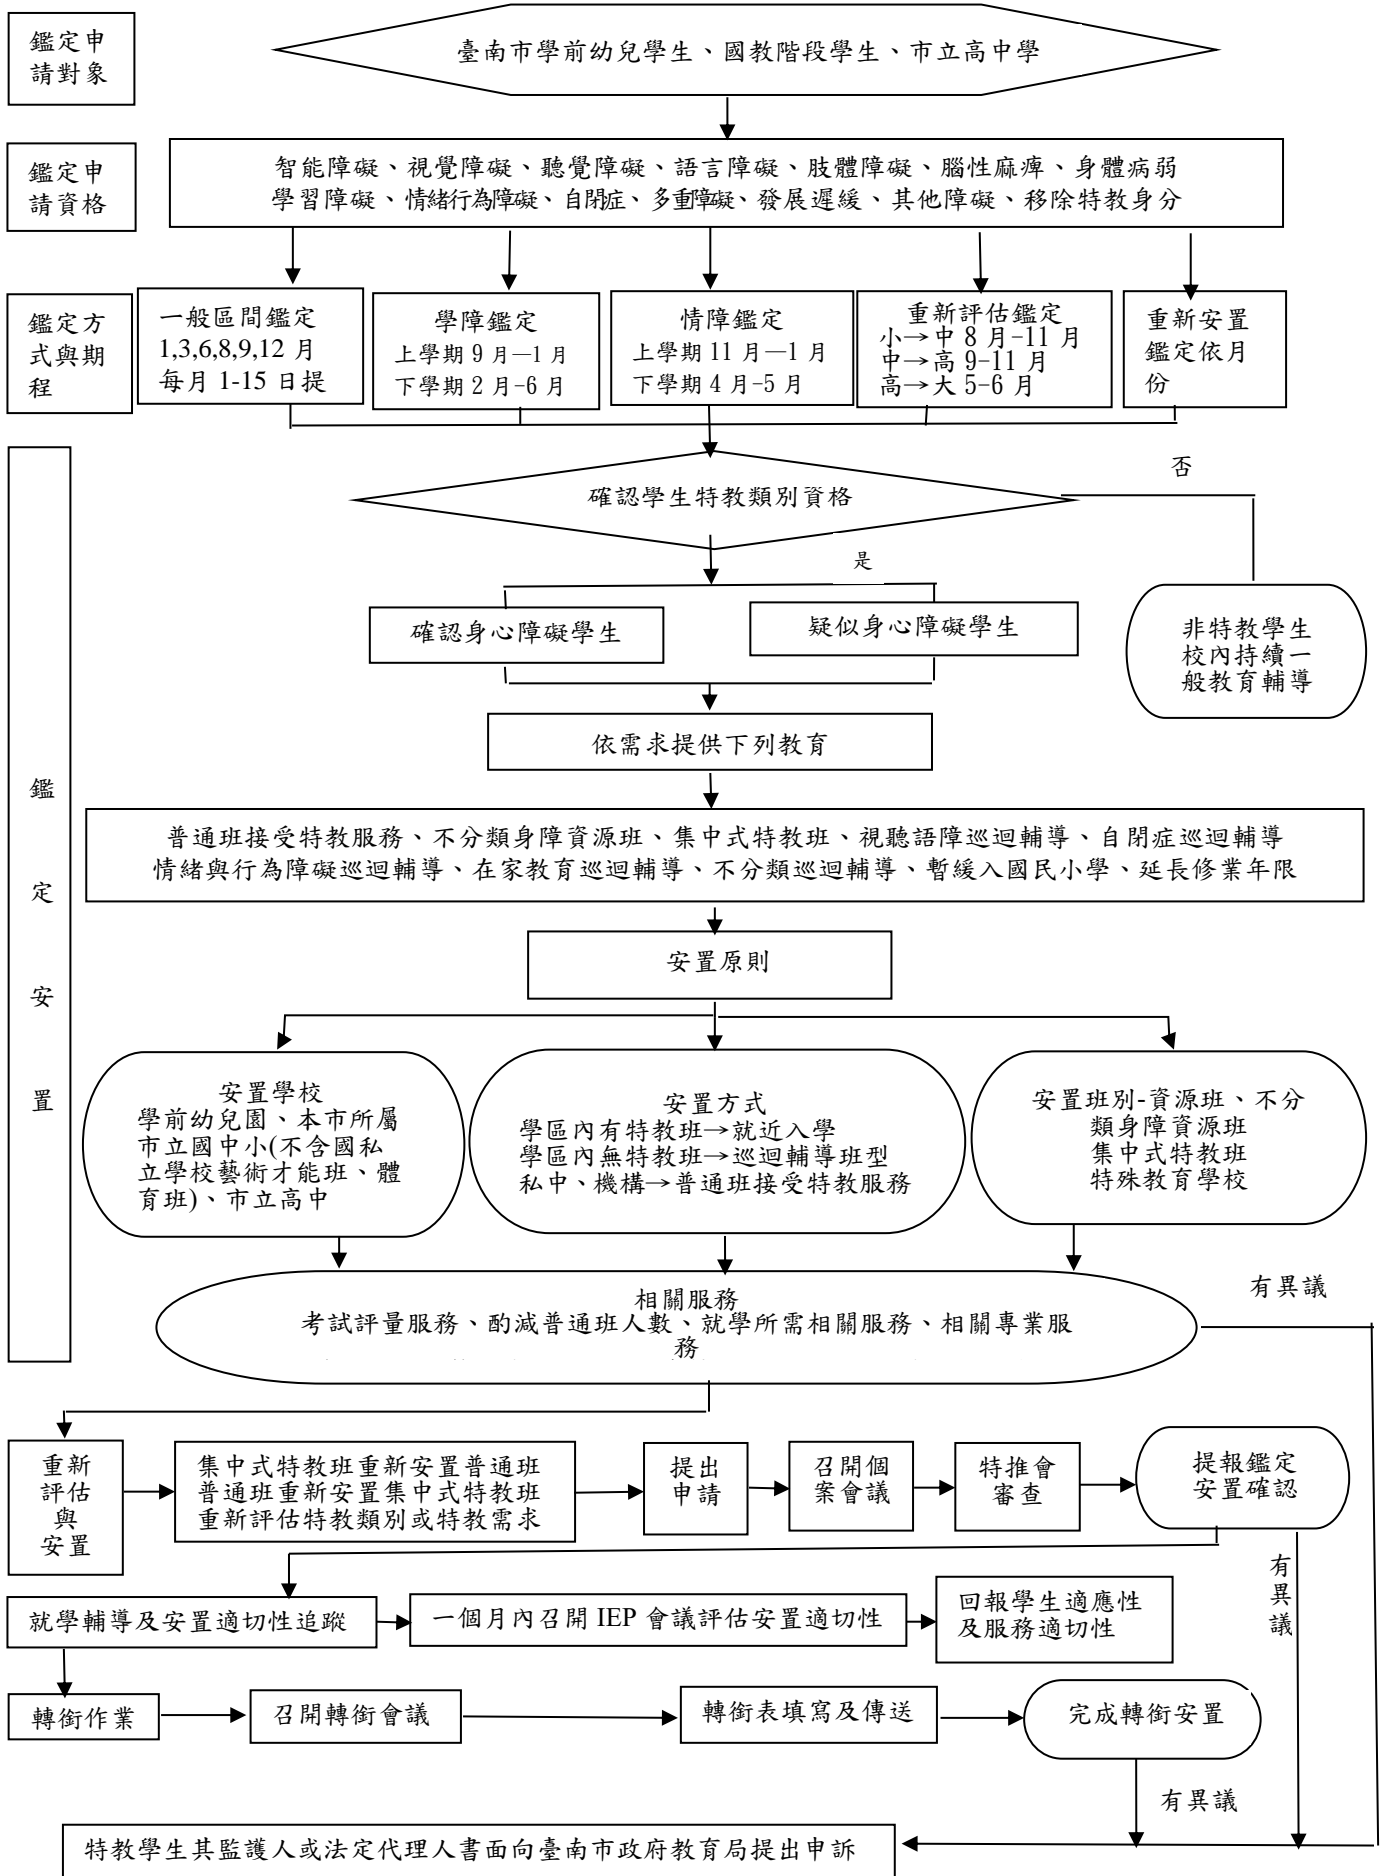 鑑定申
請對象
臺南市學前幼兒學生、國教階段學生、市立高中學
鑑定申
請資格
智能障礙、視覺障礙、聽覺障礙、語言障礙、肢體障礙、腦性麻痺、身體病弱
學習障礙、情緒行為障礙、自閉症、多重障礙、發展遲緩、其他障礙、移除特教身分
鑑定方
式與期
程
一般區間鑑定
1,3,6,8,9,12 月
每月 1-15 日提
學障鑑定
上學期 9 月—1 月
下學期 2 月-6 月
情障鑑定
上學期 11 月—1 月
下學期 4 月-5 月
重新評估鑑定
小→中 8 月-11 月
中→高 9-11 月
高→大 5-6 月
重新安置
鑑定依月
份
鑑
定
安
置
確認學生特教類別資格
否
是
確認身心障礙學生
疑似身心障礙學生
非特教學生
校內持續一
般教育輔導
依需求提供下列教育
普通班接受特教服務、不分類身障資源班、集中式特教班、視聽語障巡迴輔導、自閉症巡迴輔導
情緒與行為障礙巡迴輔導、在家教育巡迴輔導、不分類巡迴輔導、暫緩入國民小學、延長修業年限
安置原則
安置學校
學前幼兒園、本市所屬
市立國中小(不含國私
立學校藝術才能班、體
育班)、市立高中
安置方式
學區內有特教班→就近入學
學區內無特教班→巡迴輔導班型
私中、機構→普通班接受特教服務
安置班別-資源班、不分
類身障資源班
集中式特教班
特殊教育學校
相關服務
考試評量服務、酌減普通班人數、就學所需相關服務、相關專業服
務
有異議
重新
評估
與
安置
集中式特教班重新安置普通班
普通班重新安置集中式特教班
重新評估特教類別或特教需求
提出
申請
召開個
案會議
特推會
審查
提報鑑定
安置確認
有
異
議
就學輔導及安置適切性追蹤
一個月內召開 IEP 會議評估安置適切性
回報學生適應性
及服務適切性
轉銜作業
召開轉銜會議
轉銜表填寫及傳送
完成轉銜安置
有異議
特教學生其監護人或法定代理人書面向臺南市政府教育局提出申訴